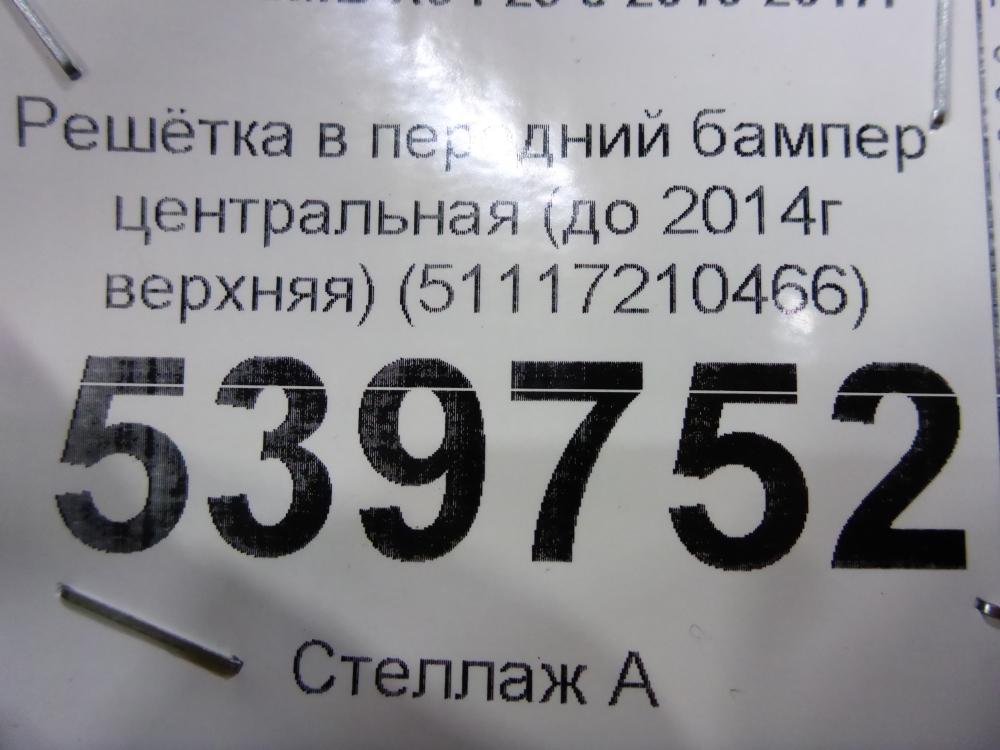 Решётка в передний бампер
центральная (до 2014г
верхняя) (51117210466)
539752
Стеллаж А